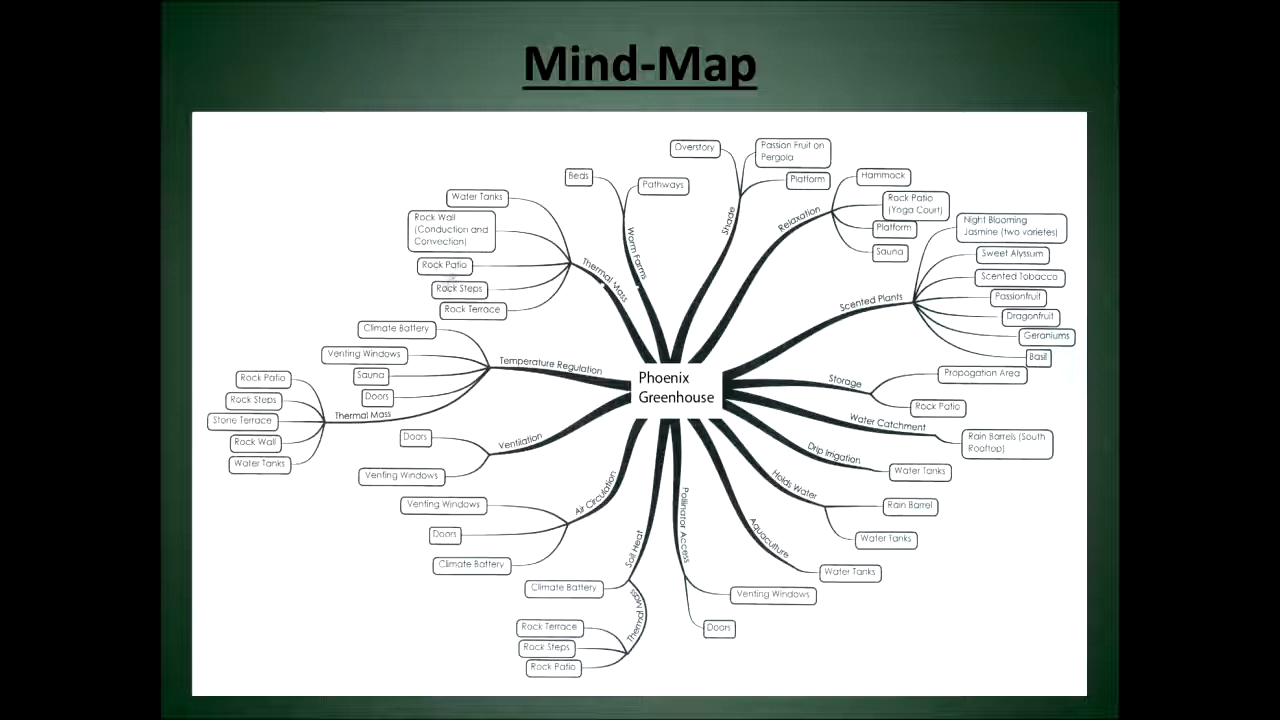 Mind-Map
Overstory
Passion Fruit on
Pergola
Platform
Shade
Beds
Pathways
Worm Farms
Hammock
Rock Patio
(Yoga Court)
Platform
Sauna
Relaxation
Water Tanks
Rock Wall
(Conduction and
Convection)
Rock Patio
Rock Steps
Rock Terrace
Thermal Mass
Night Blooming
Jasmine (two varietes)
Sweet Alyssum
Scented Tobacco
Passionfruit
Dragonfruit
Geraniums
Basil
Scented Plants
Climate Battery
Venting Windows
Sauna
Doors
Temperature Regulation
Thermal Mass
Rock Patio
Rock Steps
Stone Terrace
Rock Wall
Water Tanks
Phoenix
Greenhouse
Storage
Propogation Area
Rock Patio
Water Catchment
Rain Barrels (South
Rooftop)
Drip Irrigation
Water Tanks
Holds Water
Rain Barrel
Water Tanks
Aquaculture
Water Tanks
Ventilation
Doors
Venting Windows
Air Circulation
Venting Windows
Doors
Climate Battery
Soil Heat
Climate Battery
Thermal Mass
Rock Terrace
Rock Steps
Rock Patio
Pollinator Access
Venting Windows
Doors